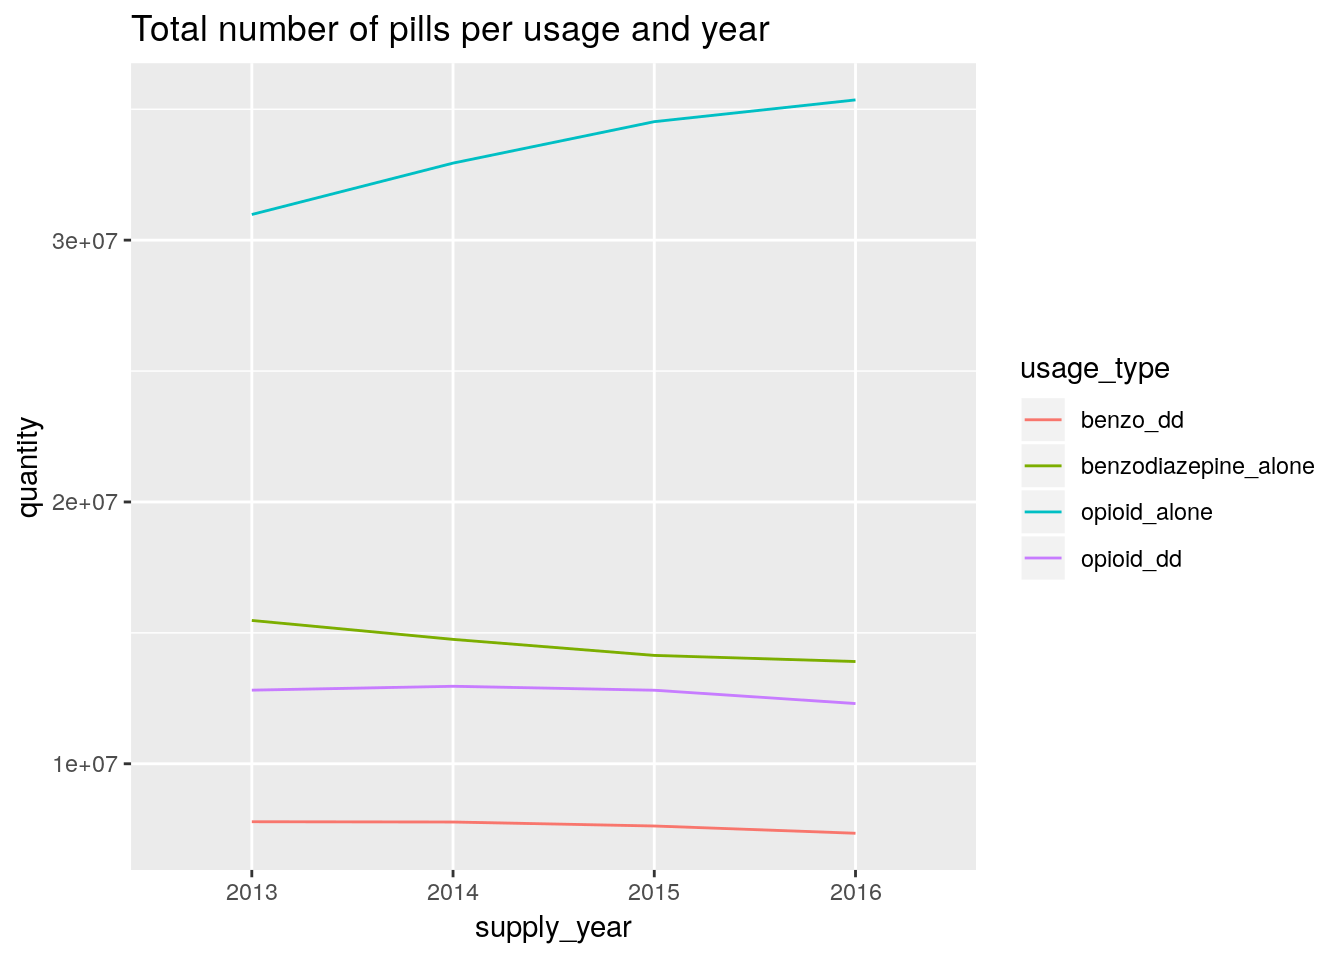 Total number of pills per usage and year
quantity
3e+07
2e+07
1e+07
2013 2014 2015 2016
supply_year
usage_type
benzo_dd
benzodiazepine_alone
opioid_alone
opioid_dd